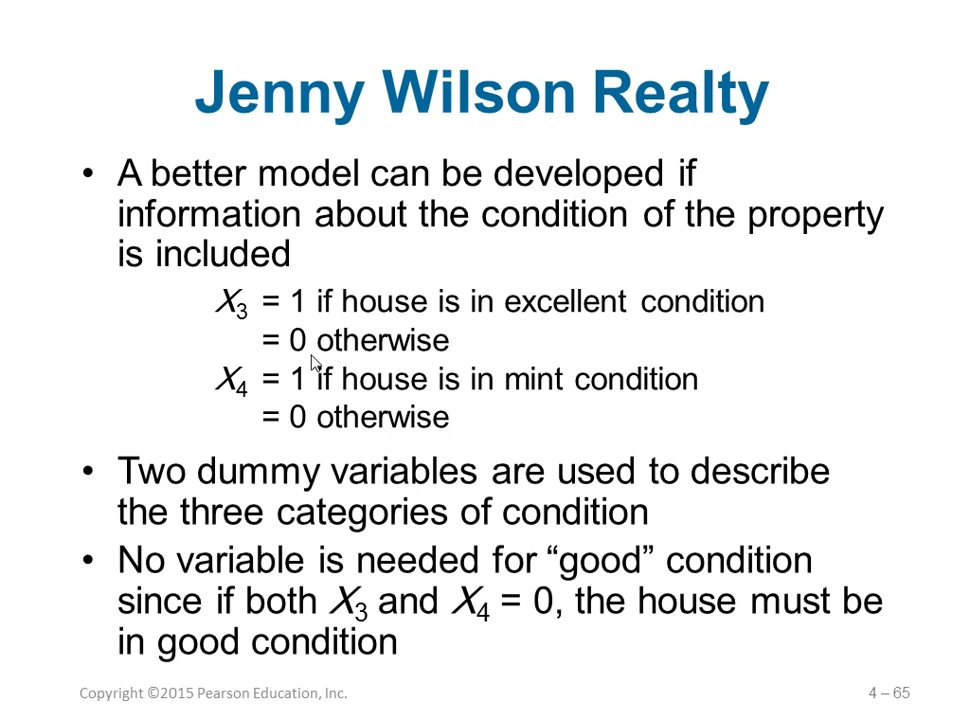 Jenny Wilson Realty
• A better model can be developed if
information about the condition of the property
is included
X3 = 1 if house is in excellent condition
= 0 otherwise
X4 = 1 if house is in mint condition
= 0 otherwise
• Two dummy variables are used to describe
the three categories of condition
• No variable is needed for “good” condition
since if both X3 and X4 = 0, the house must be
in good condition
Copyright ©2015 Pearson Education, Inc. 4 – 65